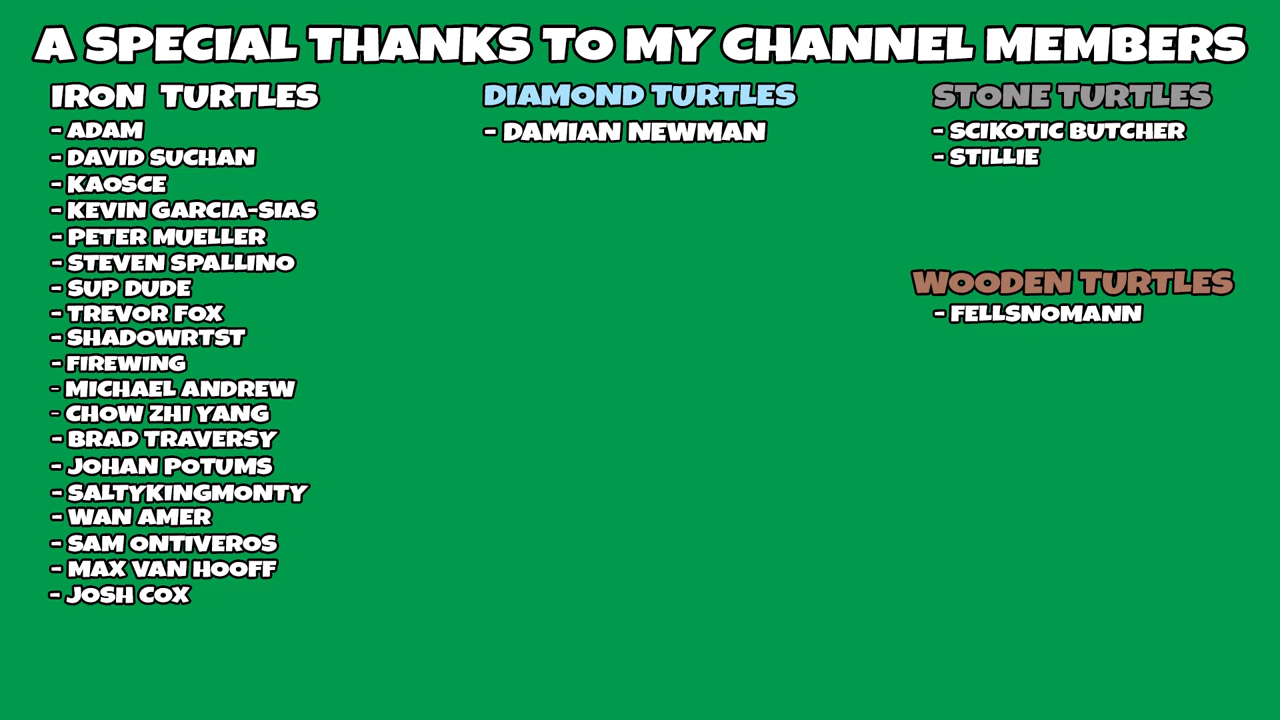 A SPECIAL THANKS TO MY CHANNEL MEMBERS
IRON TURTLES
- ADAM
- DAVID SUCHAN
- KAOSCE
- KEVIN GARCIA-SIAS
- PETER MUELLER
- STEVEN SPALLINO
- SUP DUDE
- TREVOR FOX
- SHADOWRTST
- FIREWING
- MICHAEL ANDREW
- CHOW ZHI YANG
- BRAD TRAVERSY
- JOHAN POTUMS
- SALTYKINGMONTY
- WAN AMER
- SAM ONTIVEROS
- MAX VAN HOOFF
- JOSH COX
DIAMOND TURTLES
- DAMIAN NEWMAN
STONE TURTLES
- SCIKOTIC BUTCHER
- STILLIE
WOODEN TURTLES
- FELLSNOMANN